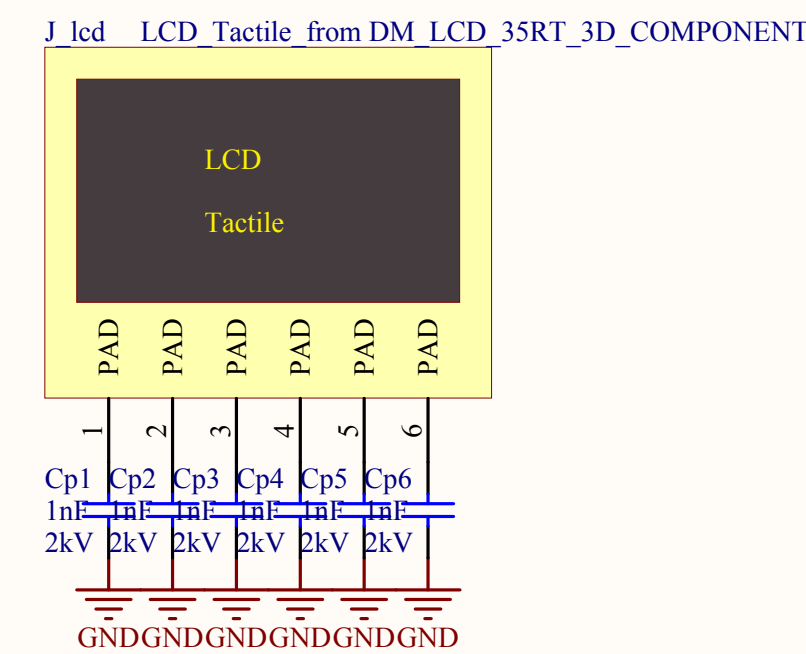 J_lcd LCD_Tactile_from DM_LCD_35RT_3D_COMPONENT
LCD
Tactile
PAD PAD PAD PAD PAD PAD
1 2 3 4 5 6
Cp1 Cp2 Cp3 Cp4 Cp5 Cp6
1nF 1nF 1nF 1nF 1nF 1nF
2kV 2kV 2kV 2kV 2kV 2kV
GND GND GND GND GND GND